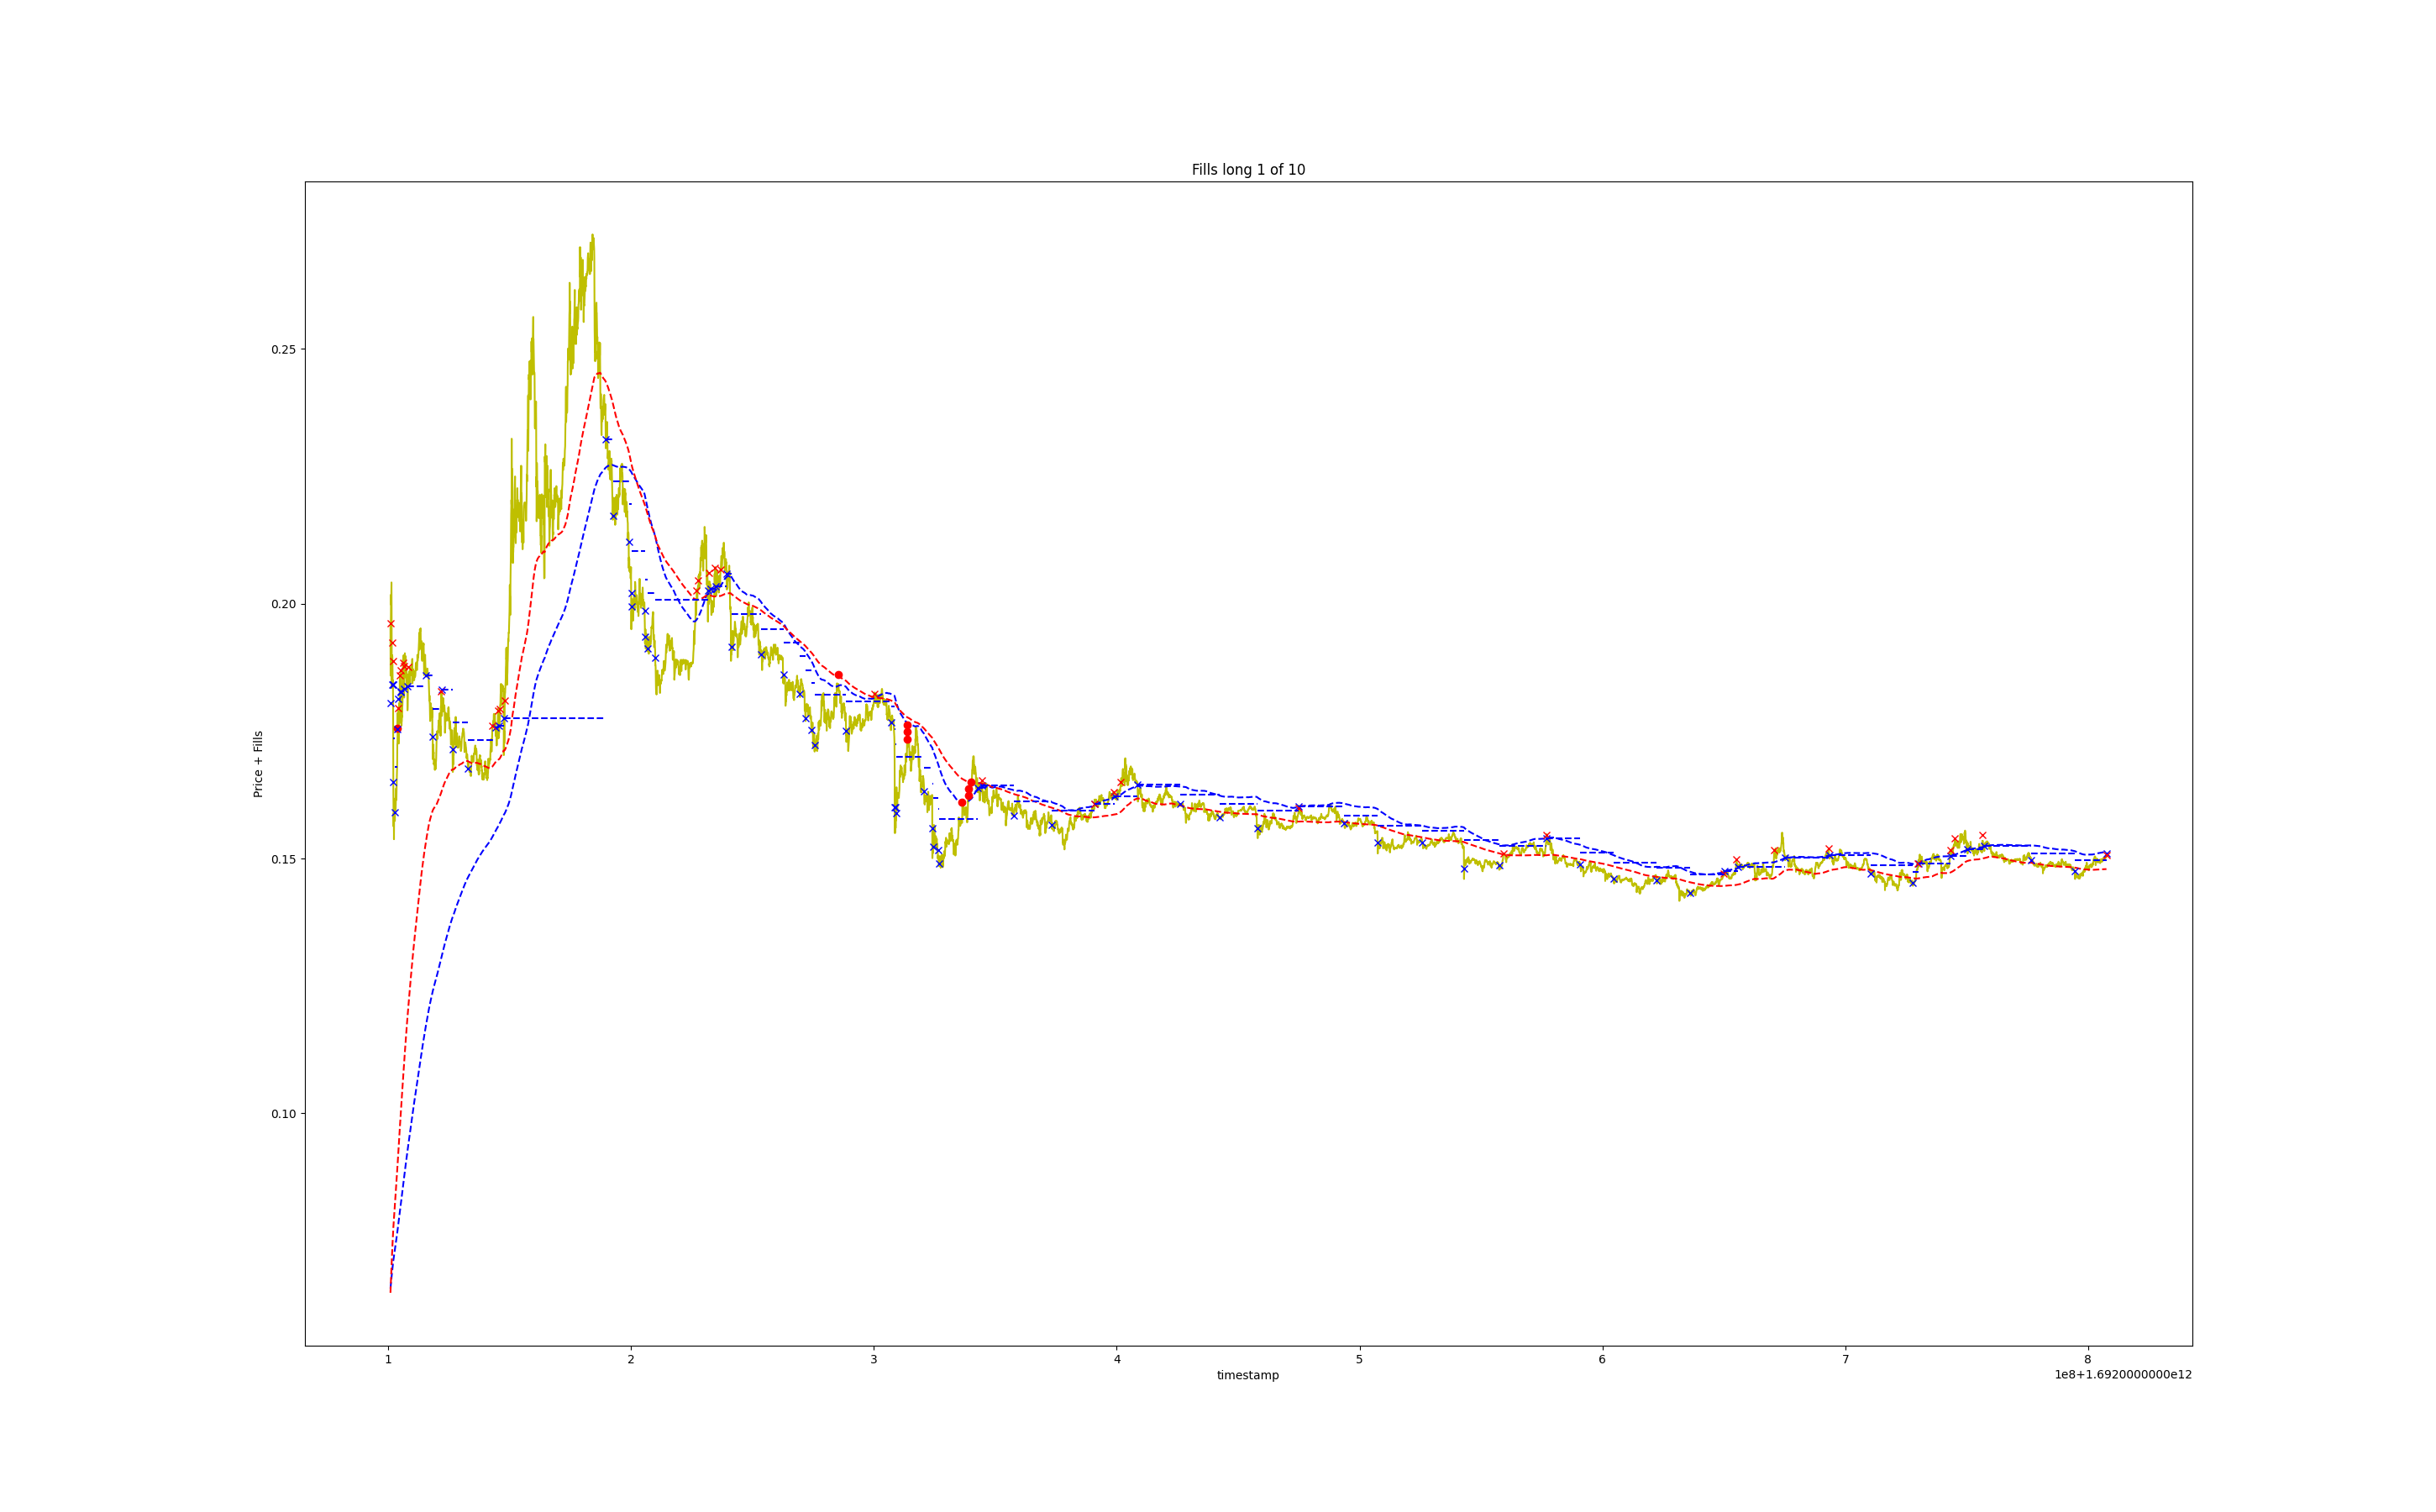 Fills long 1 of 10
Price + Fills
0.25
0.20
0.15
0.10
1 2 3 4 5 6 7 8
timestamp
1e8+1.6920000000e12